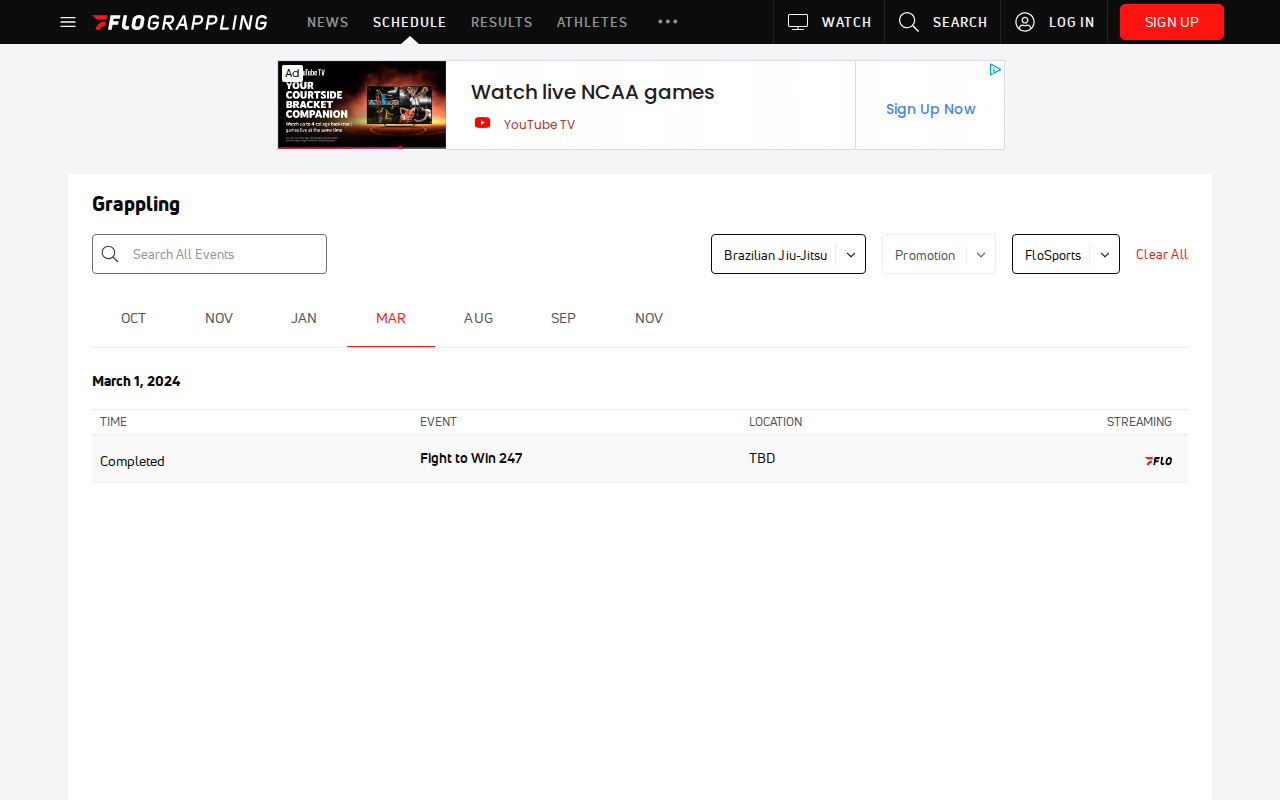 FLOGRAPPLING NEWS SCHEDULE RESULTS ATHLETES WATCH SEARCH LOG IN SIGN UP
Ad
YouTube TV
YOUR
COURTSIDE
BRACKET
COMPANION
Watch up to 4 college basketball
games live at the same time
Watch live NCAA games
YouTube TV
Sign Up Now
Grappling
Search All Events
Brazilian Jiu-Jitsu Promotion FloSports Clear All
OCT NOV JAN MAR AUG SEP NOV
March 1, 2024
TIME EVENT LOCATION STREAMING
Completed Fight to Win 247 TBD FLO